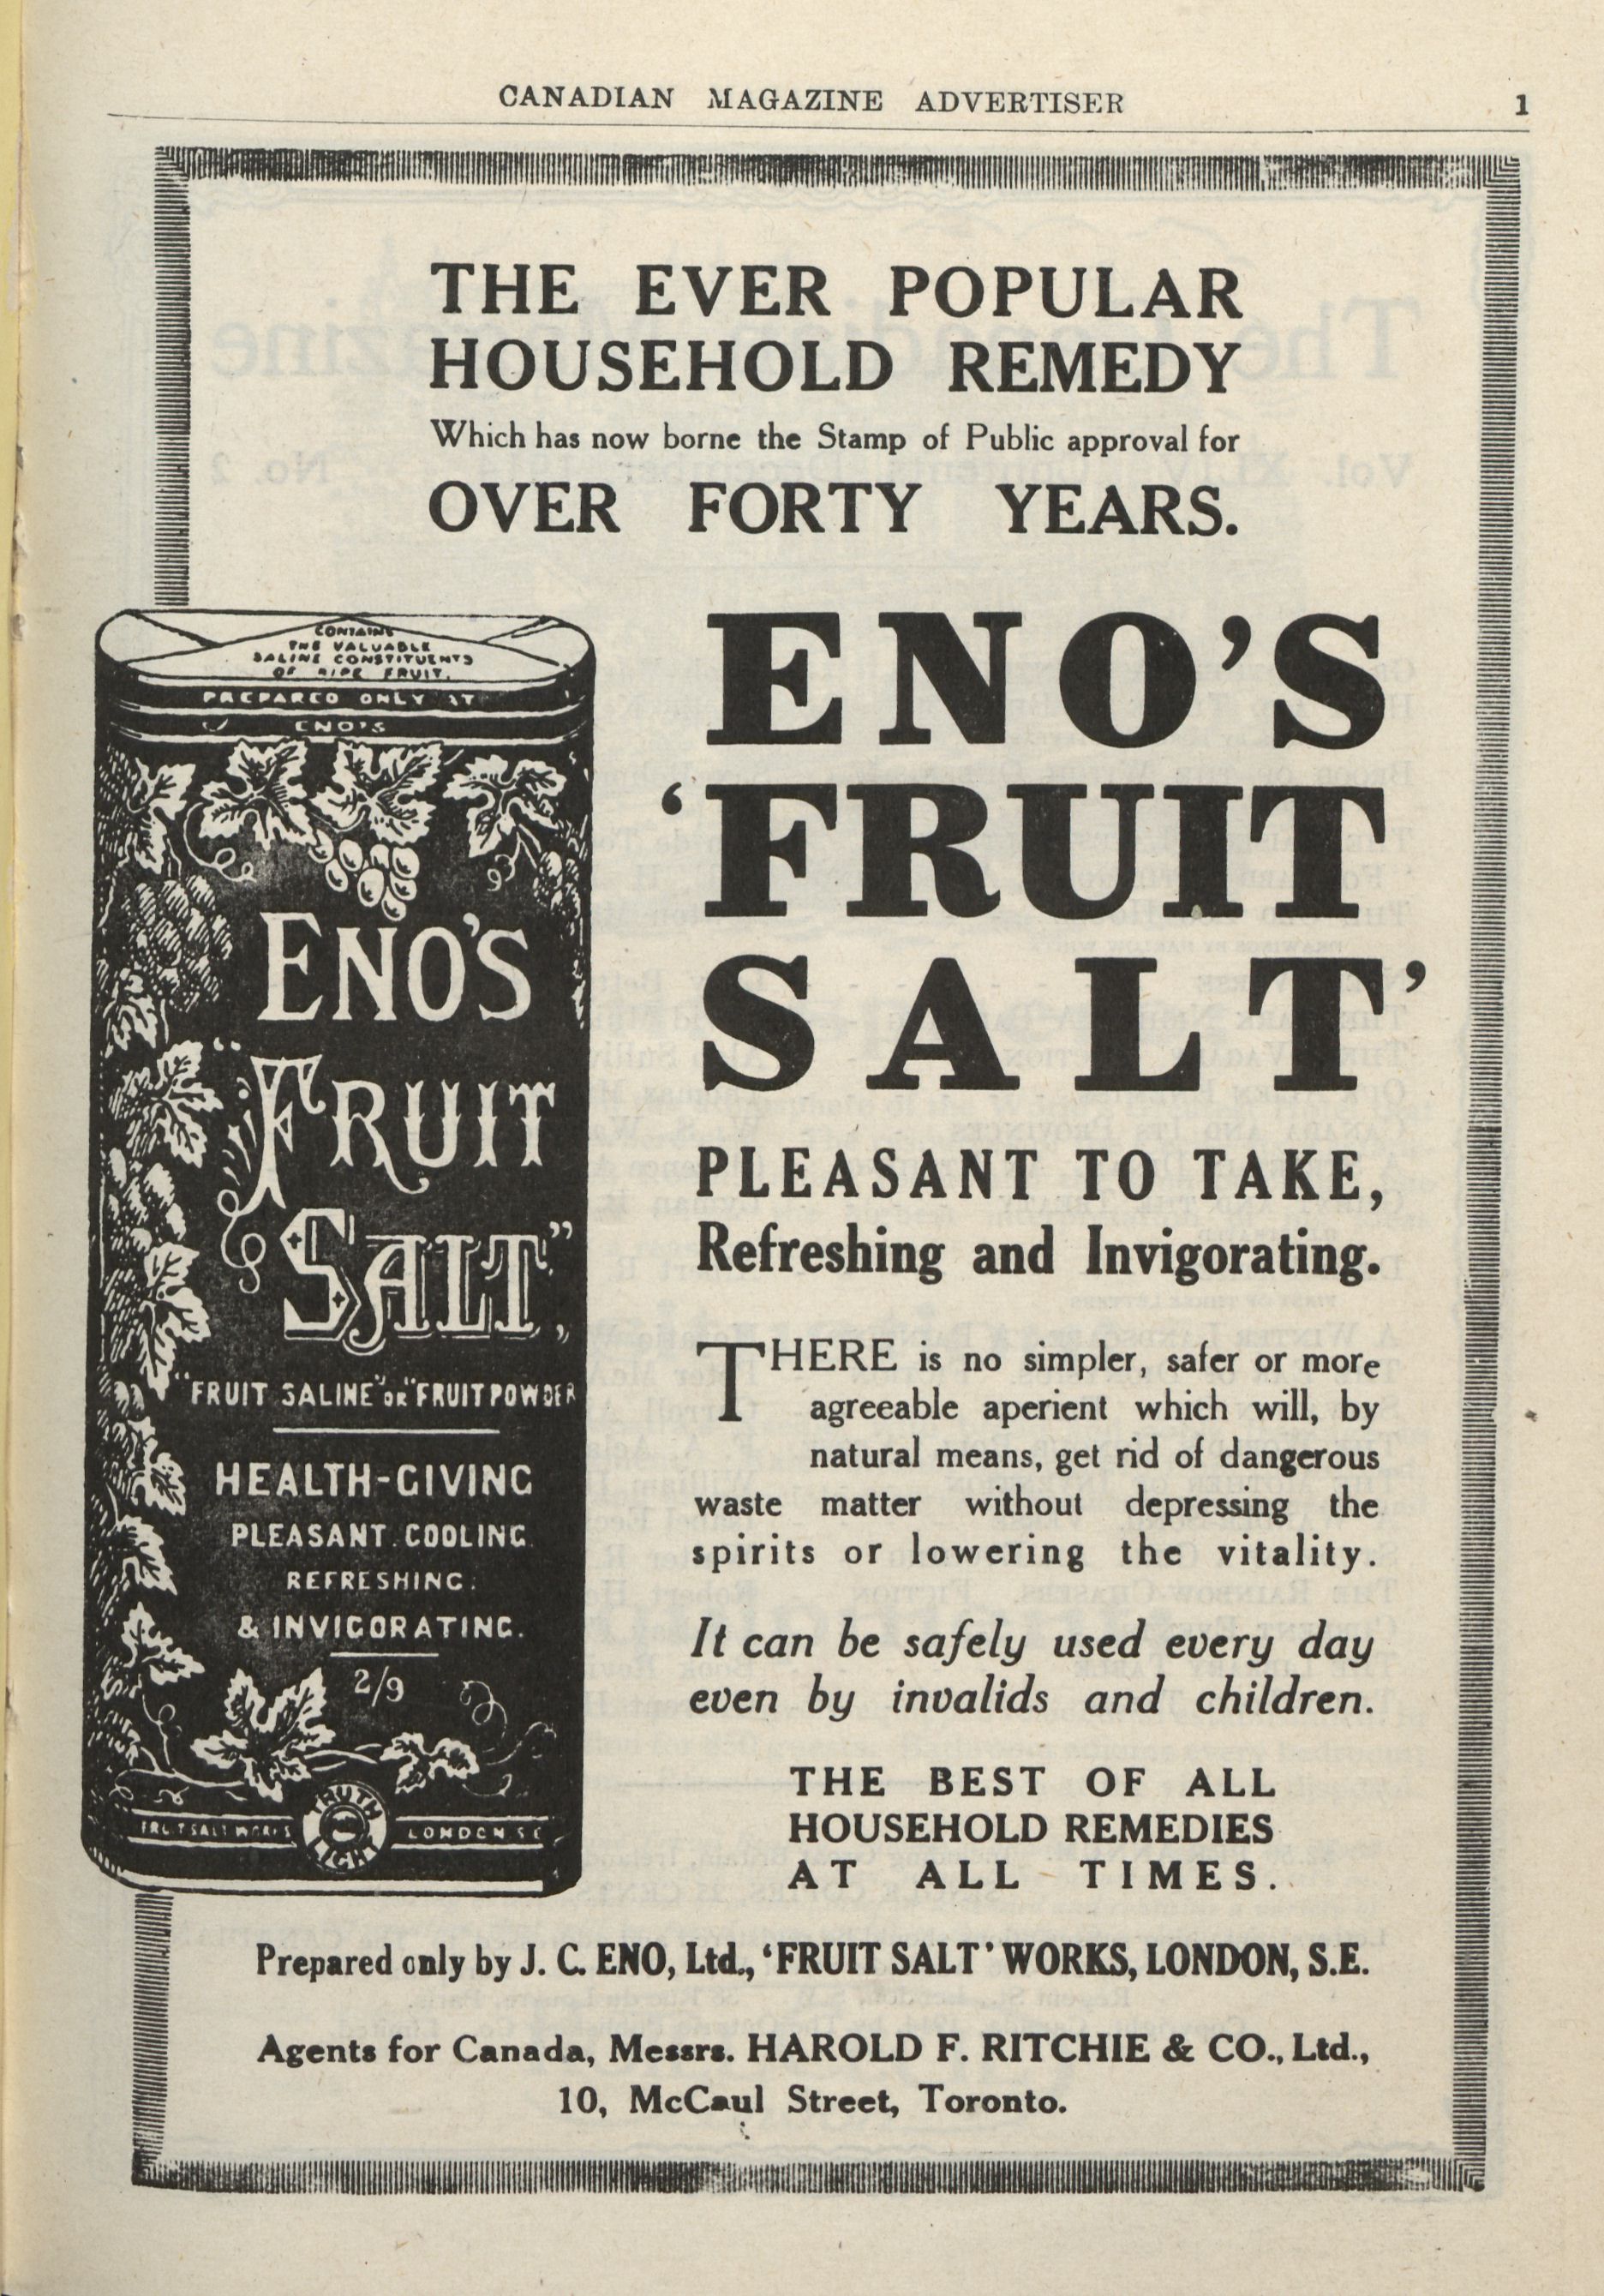 CANADIAN MAGAZINE ADVERTISER 1
THE EVER POPULAR
HOUSEHOLD REMEDY
Which has now borne the Stamp of Public approval for
OVER FORTY YEARS.
CONTAINS
THE VALUABLE
SALINE CONSTITUENTS
OF RIPE FRUIT.
PREPARED ONLY AT
ENO'S
ENO'S
"FRUIT
SALT",
"FRUIT SALINE" OR "FRUIT POWDER
HEALTH-GIVING
PLEASANT. COOLING.
REFRESHING.
& INVIGORATING.
2/9
TRUTH
LIGHT
FRUIT SALT WORKS
LONDON S E
ENO'S
'FRUIT
SALT'
PLEASANT TO TAKE,
Refreshing and Invigorating.
THERE is no simpler, safer or more
agreeable aperient which will, by
natural means, get rid of dangerous
waste matter without depressing the
spirits or lowering the vitality.
It can be safely used every day
even by invalids and children.
THE BEST OF ALL
HOUSEHOLD REMEDIES
AT ALL TIMES.
Prepared only by J. C. ENO, Ltd., 'FRUIT SALT' WORKS, LONDON, S.E.
Agents for Canada, Messrs. HAROLD F. RITCHIE & CO., Ltd.,
10, McCaul Street, Toronto.